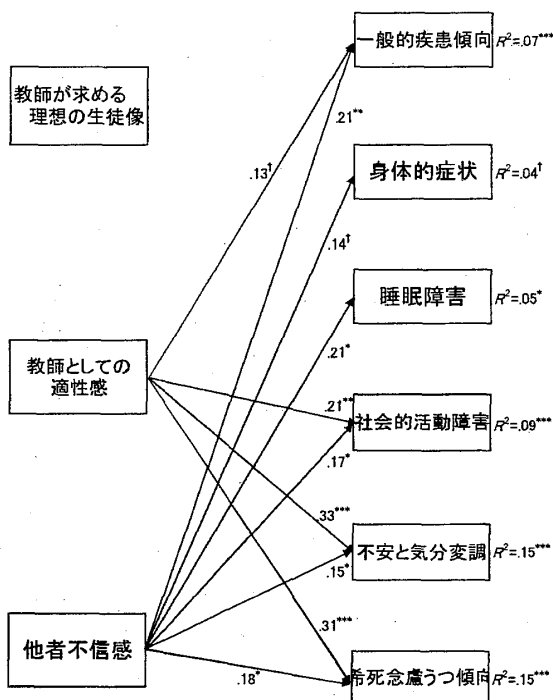 一般的疾患傾向 R²=.07***
教師が求める
理想の生徒像
.21**
.13†
身体的症状 R²=.04†
.14†
睡眠障害 R²=.05*
.21*
教師としての
適性感
.21**
社会的活動障害 R²=.09***
.17*
.33***
不安と気分変調 R²=.15***
.15*
.31***
他者不信感
希死念慮うつ傾向 R²=.15***
.18*